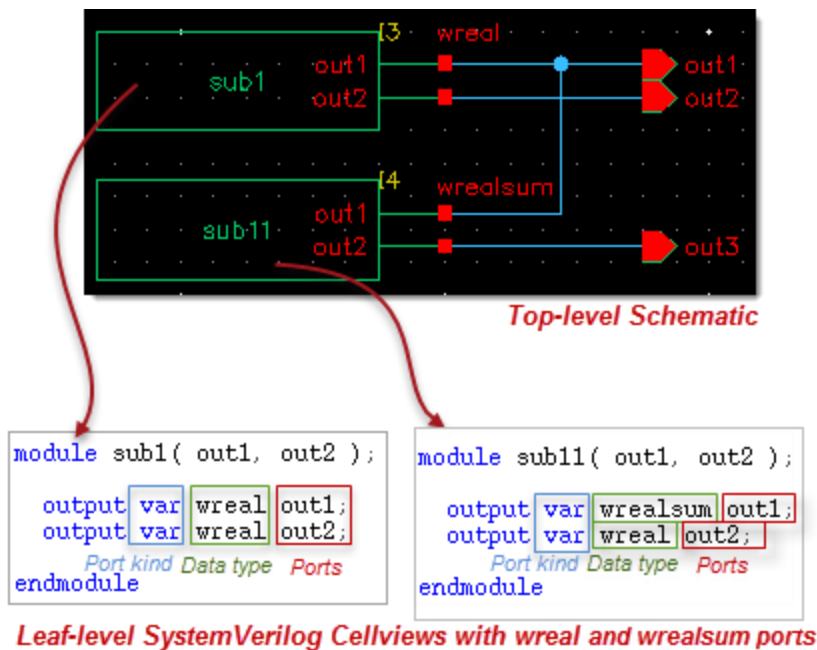 [3 wreal
sub1
out1 out1
out2 out2
[4 wrealsum
sub11
out1
out2 out3
Top-level Schematic
module sub1( out1, out2 );
output var wreal out1;
output var wreal out2;
Port kind Data type Ports
endmodule
module sub11( out1, out2 );
output var wrealsum out1;
output var wreal out2;
Port kind Data type Ports
endmodule
Leaf-level SystemVerilog Cellviews with wreal and wrealsum ports